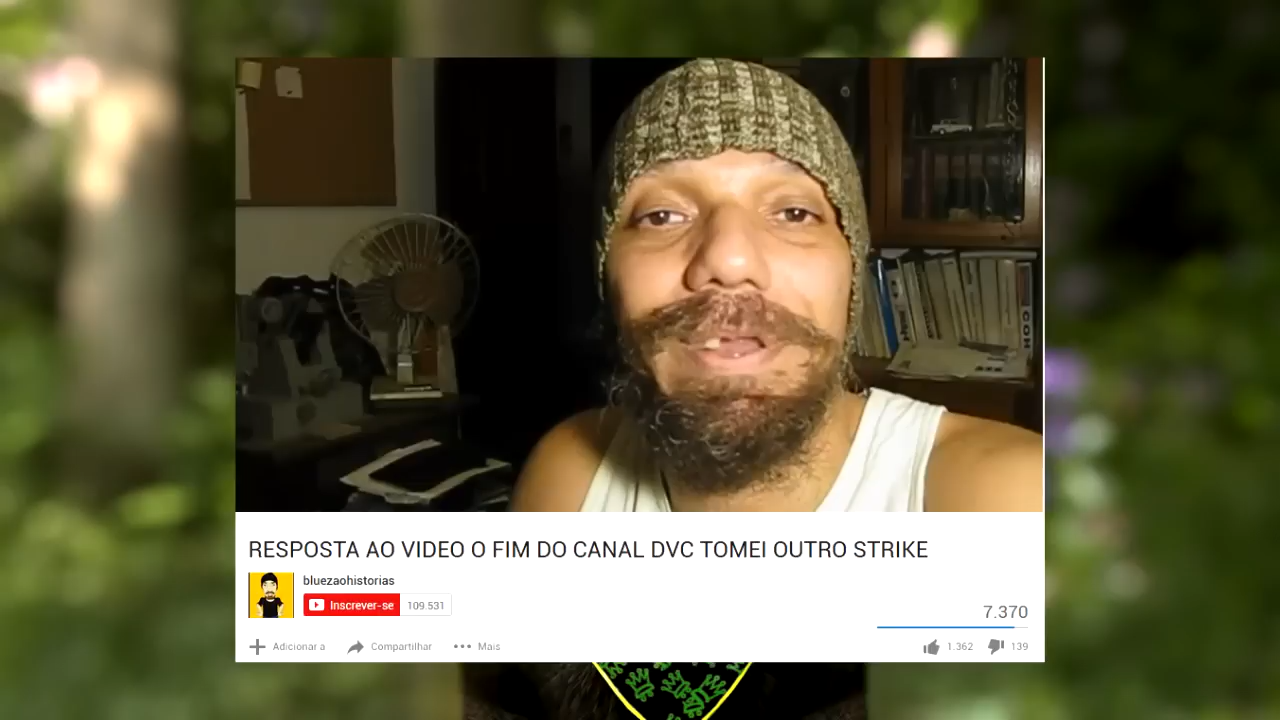 RESPOSTA AO VIDEO O FIM DO CANAL DVC TOMEI OUTRO STRIKE
bluezaohistorias
Inscrever-se 109.531
7.370
Adicionar a Compartilhar Mais 1.362 139